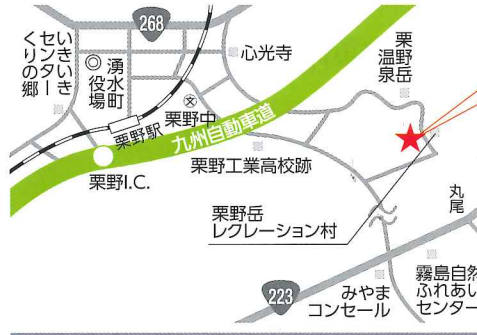 268
いきいき
センター
くりの郷
湧水町
役場
心光寺
栗野岳
温泉
文
栗野中
栗野駅
九州自動車道
栗野I.C.
栗野工業高校跡
栗野岳
レクレーション村
丸尾
223
みやま
コンセール
霧島自然
ふれあい
センター